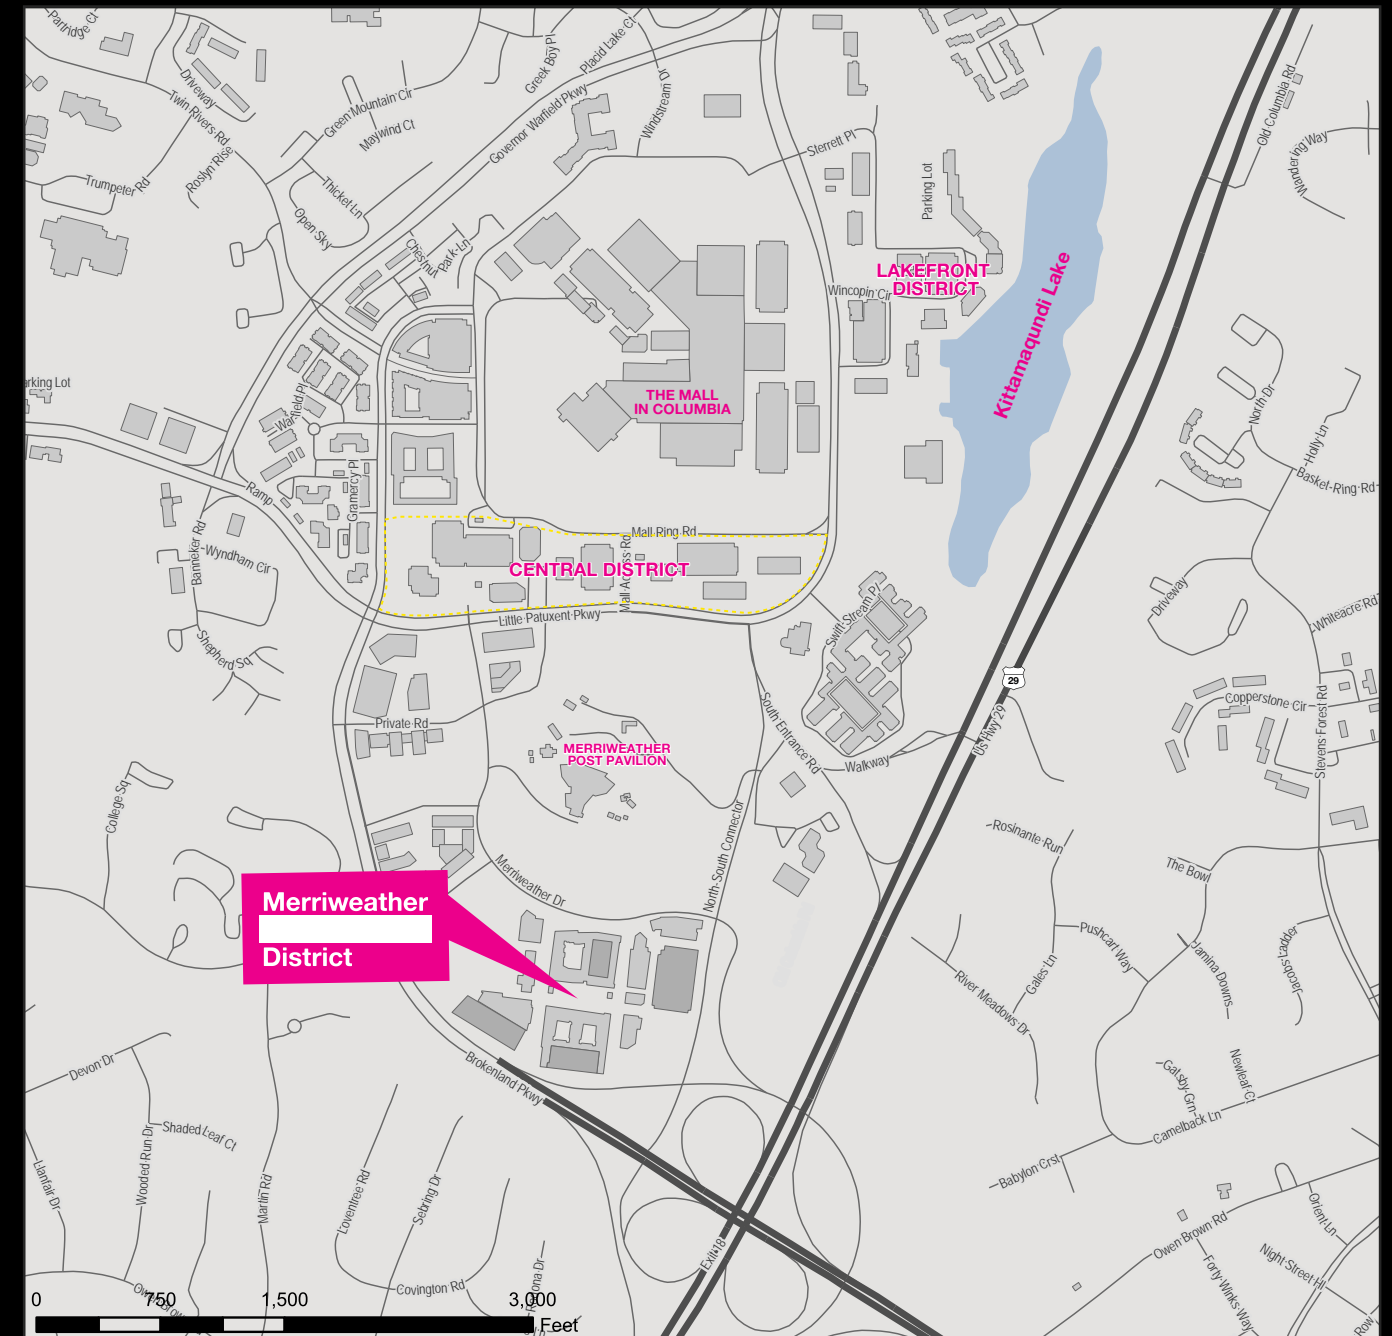 Partridge Ct
Driveway
Twin Rivers Rd
Green Mountain Cir
Maywind Ct
Greek Boy Pl
Placid Lake Ct
Governor Warfield Pkwy
Windstream Dr
Sterrett Pl
Parking Lot
Old Columbia Rd
Wandering Way
Trumpeter Rd
Roslyn Rise
Thicket Ln
Open Sky
Chestnut
Park Ln
LAKEFRONT
DISTRICT
Wincopin Cir
Kittamaqundi Lake
THE MALL
IN COLUMBIA
arking Lot
Warfield Pl
Gramercy Pl
Ramp
Banneker Rd
Wyndham Cir
Shepherd Sq
North Dr
Holly Ln
Basket Ring Rd
Mall Ring Rd
Mall Access Rd
CENTRAL DISTRICT
Little Patuxent Pkwy
Swift Stream Pl
Driveway
Whiteacre Rd
29
Us Hwy 29
Copperstone Cir
Stevens Forest Rd
Private Rd
MERRIWEATHER
POST PAVILION
South Entrance Rd
Walkway
College Sq
North-South Connector
Merriweather Dr
Rosinante Run
The Bowl
Merriweather
District
Pushcart Way
Gales Ln
Jamina Downs
Jacobs Ladder
River Meadows Dr
Brokenland Pkwy
Devon Dr
Shaded Leaf Ct
Wooded Run Dr
Llanfair Dr
Martin Rd
Loventree Rd
Sebring Dr
Gatsby Grn
Newleaf Ct
Camelback Ln
Babylon Crst
Exit 18
Owen Brown Rd
Orient Ln
Night Street Hl
Forty Winks Way
Row
Covington Rd
0 750 1,500 3,000
Feet